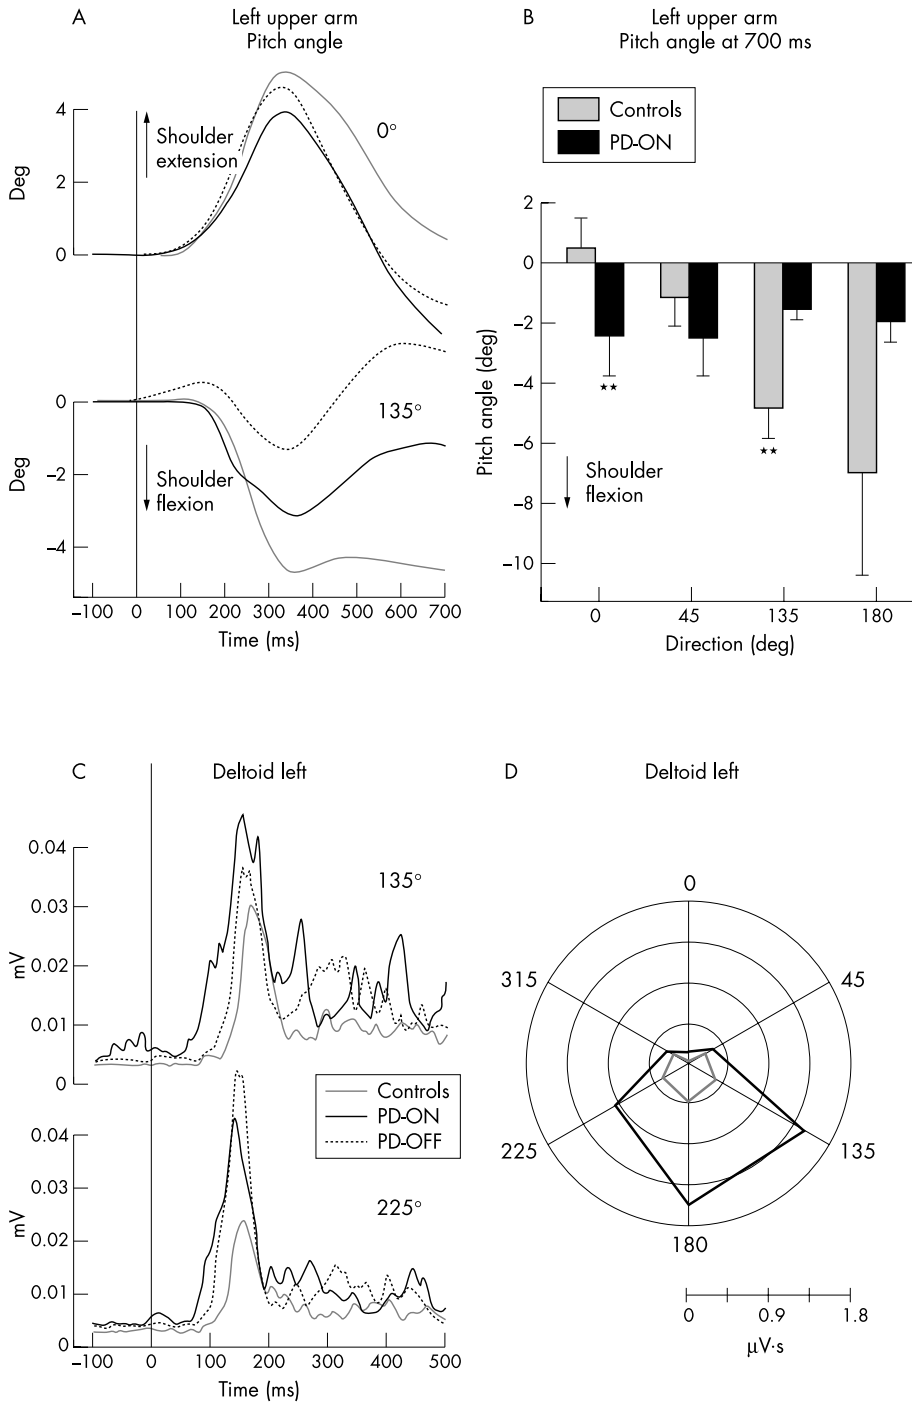 A
Left upper arm
Pitch angle
4
2
0
Deg
Shoulder
extension
0°
0
−2
−4
Deg
135°
Shoulder
flexion
−100 0 100 200 300 400 500 600 700
Time (ms)
B
Left upper arm
Pitch angle at 700 ms
Controls
PD-ON
2
0
−2
−4
−6
−8
−10
Pitch angle (deg)
★★
★★
Shoulder
flexion
0 45 135 180
Direction (deg)
C
Deltoid left
0.04
0.03
0.02
0.01
0
mV
135°
Controls
PD-ON
PD-OFF
0.04
0.03
0.02
0.01
0
mV
225°
−100 0 100 200 300 400 500
Time (ms)
D
Deltoid left
0
315 45
225 135
180
0 0.9 1.8
μV·s